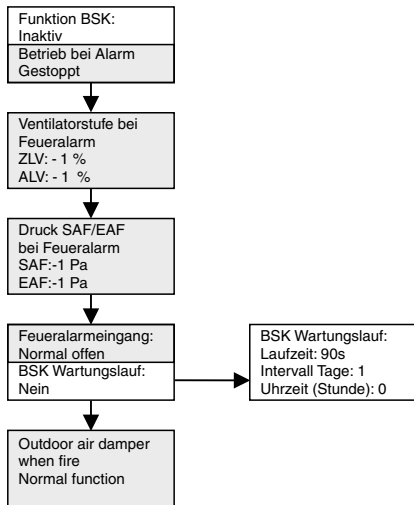 Funktion BSK:
Inaktiv
Betrieb bei Alarm
Gestoppt
Ventilatorstufe bei
Feueralarm
ZLV: - 1 %
ALV: - 1 %
Druck SAF/EAF
bei Feueralarm
SAF:-1 Pa
EAF:-1 Pa
Feueralarmeingang:
Normal offen
BSK Wartungslauf:
Nein
BSK Wartungslauf:
Laufzeit: 90s
Intervall Tage: 1
Uhrzeit (Stunde): 0
Outdoor air damper
when fire
Normal function